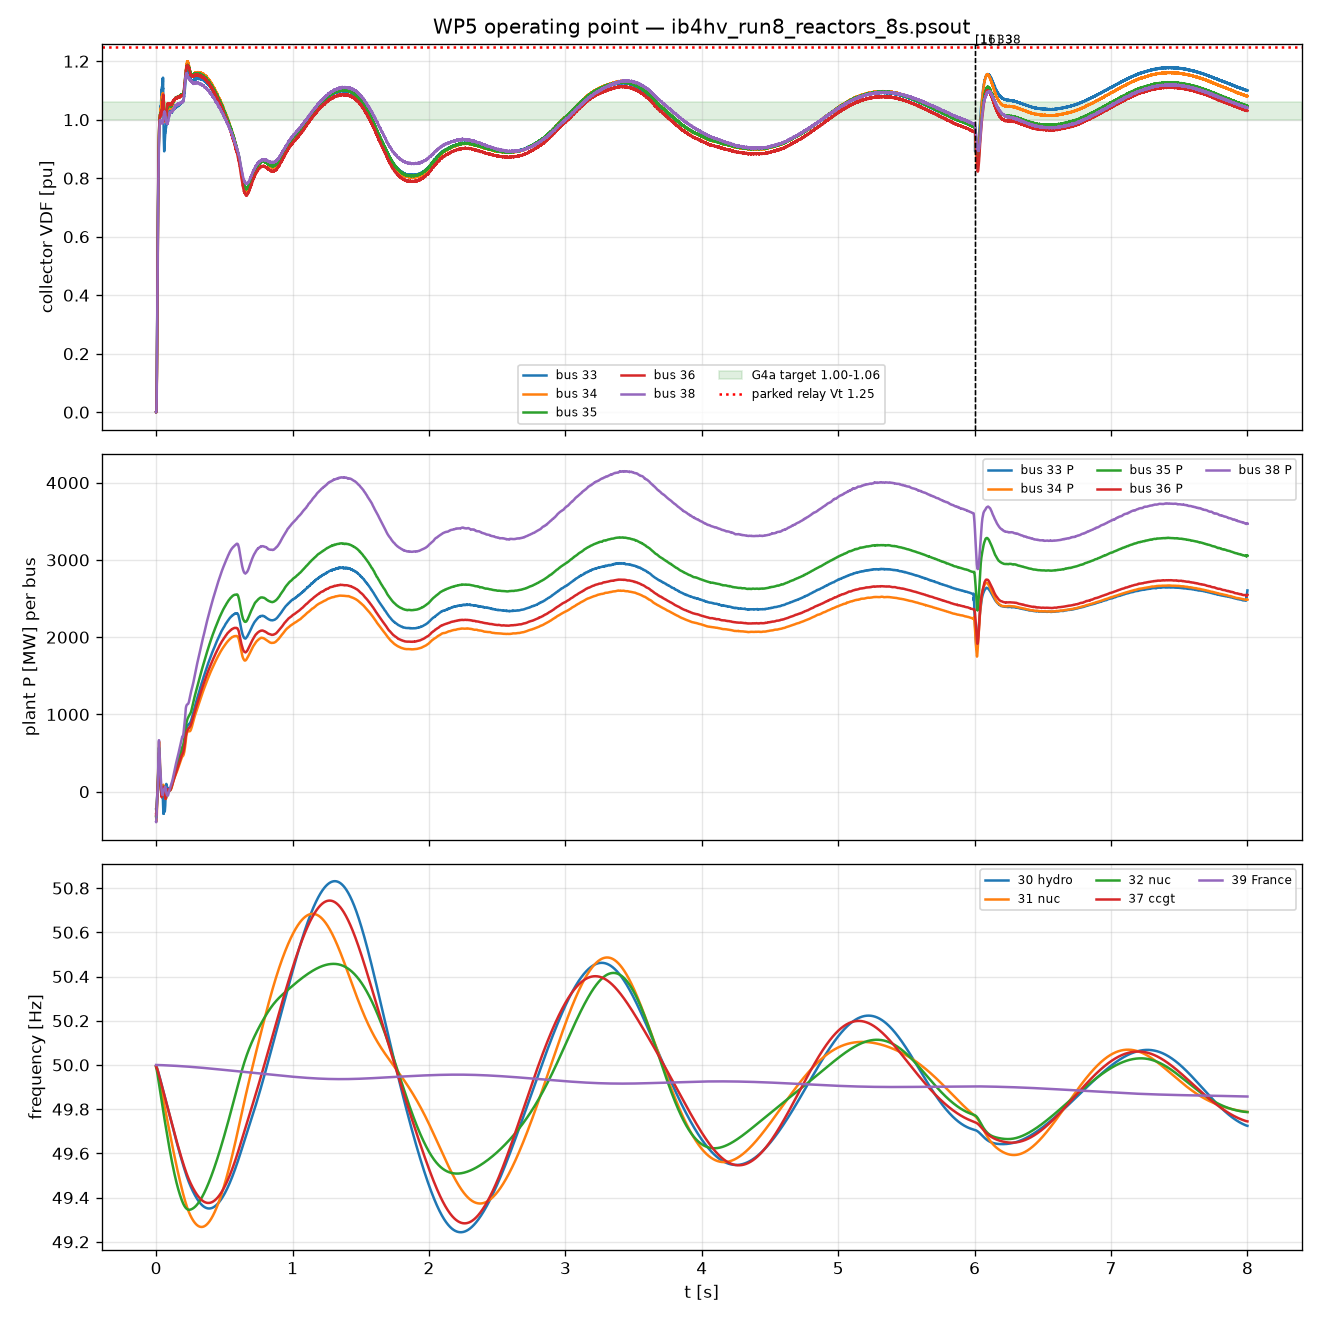 WP5 operating point — ib4hv_run8_reactors_8s.psout
1.2
1.0
0.8
0.6
0.4
0.2
0.0
collector VDF [pu]
bus 33
bus 34
bus 35
bus 36
bus 38
G4a target 1.00-1.06
parked relay Vt 1.25
4000
3000
2000
1000
0
plant P [MW] per bus
bus 33 P
bus 34 P
bus 35 P
bus 36 P
bus 38 P
50.8
50.6
50.4
50.2
50.0
49.8
49.6
49.4
49.2
frequency [Hz]
30 hydro
31 nuc
32 nuc
37 ccgt
39 France
0 1 2 3 4 5 6 7 8
t [s]